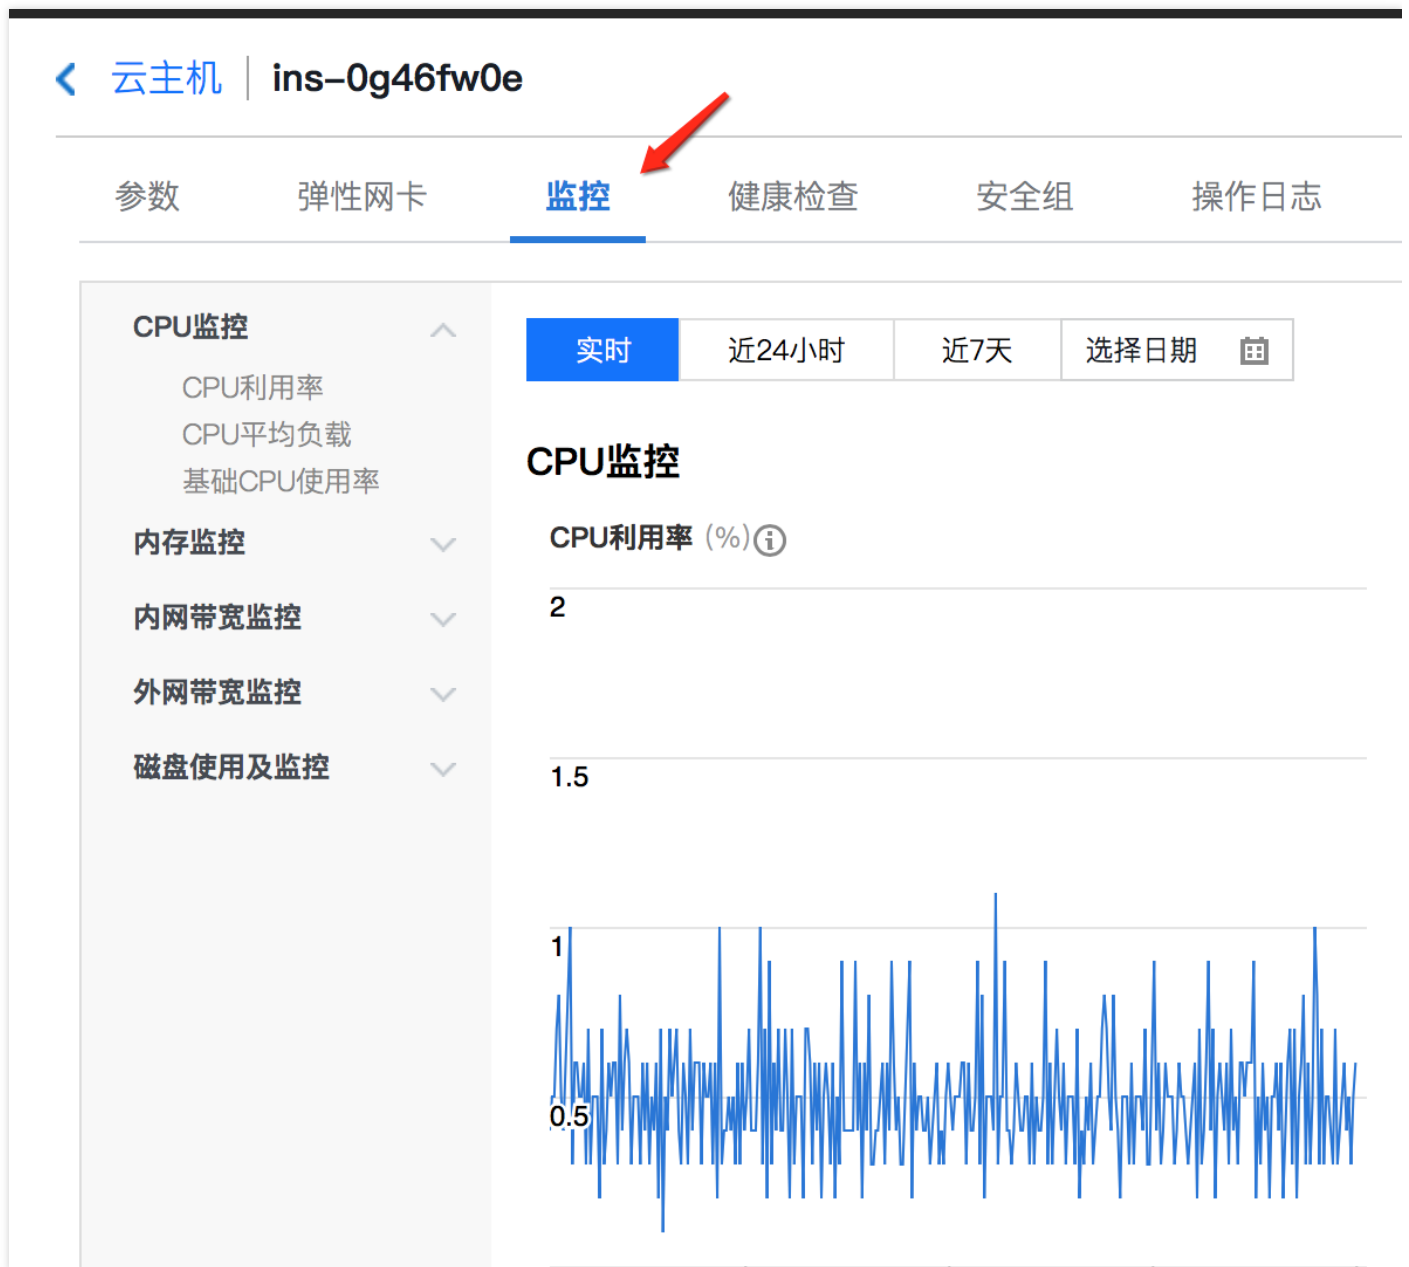 云主机 ins-0g46fw0e
参数 弹性网卡 监控 健康检查 安全组 操作日志
CPU监控
CPU利用率
CPU平均负载
基础CPU使用率
内存监控
内网带宽监控
外网带宽监控
磁盘使用及监控
实时 近24小时 近7天 选择日期
CPU监控
CPU利用率 (%)
2
1.5
1
0.5